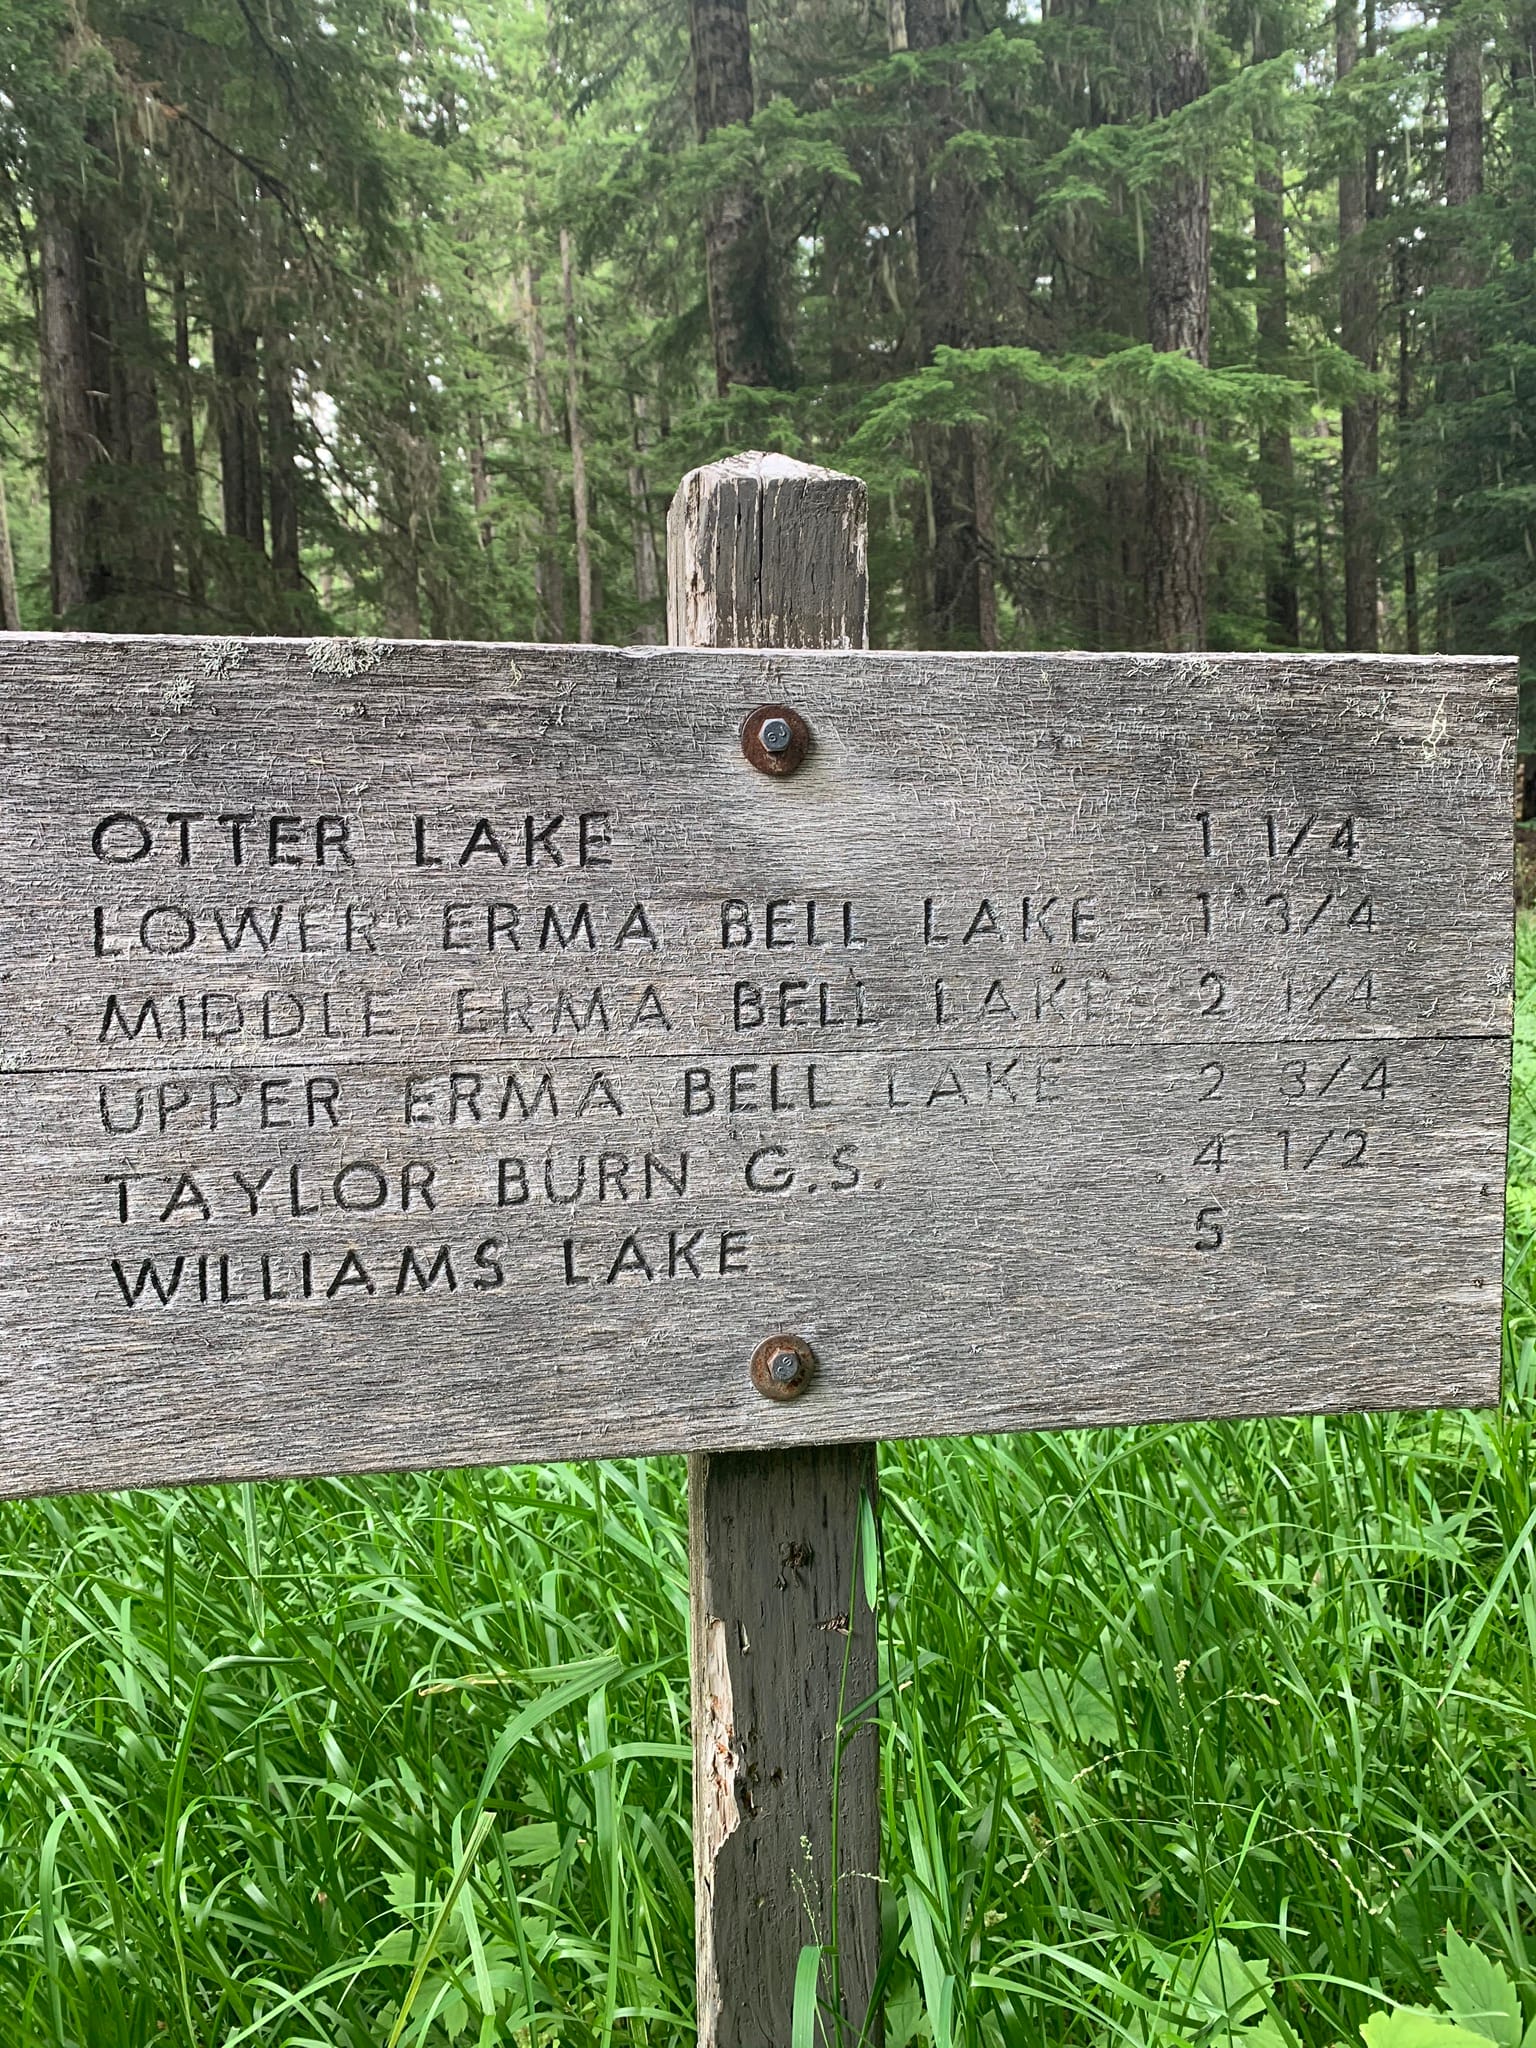 OTTER LAKE 1 1/4
LOWER ERMA BELL LAKE 1 3/4
MIDDLE ERMA BELL LAKE 2 1/4
UPPER ERMA BELL LAKE 2 3/4
TAYLOR BURN G.S. 4 1/2
WILLIAMS LAKE 5